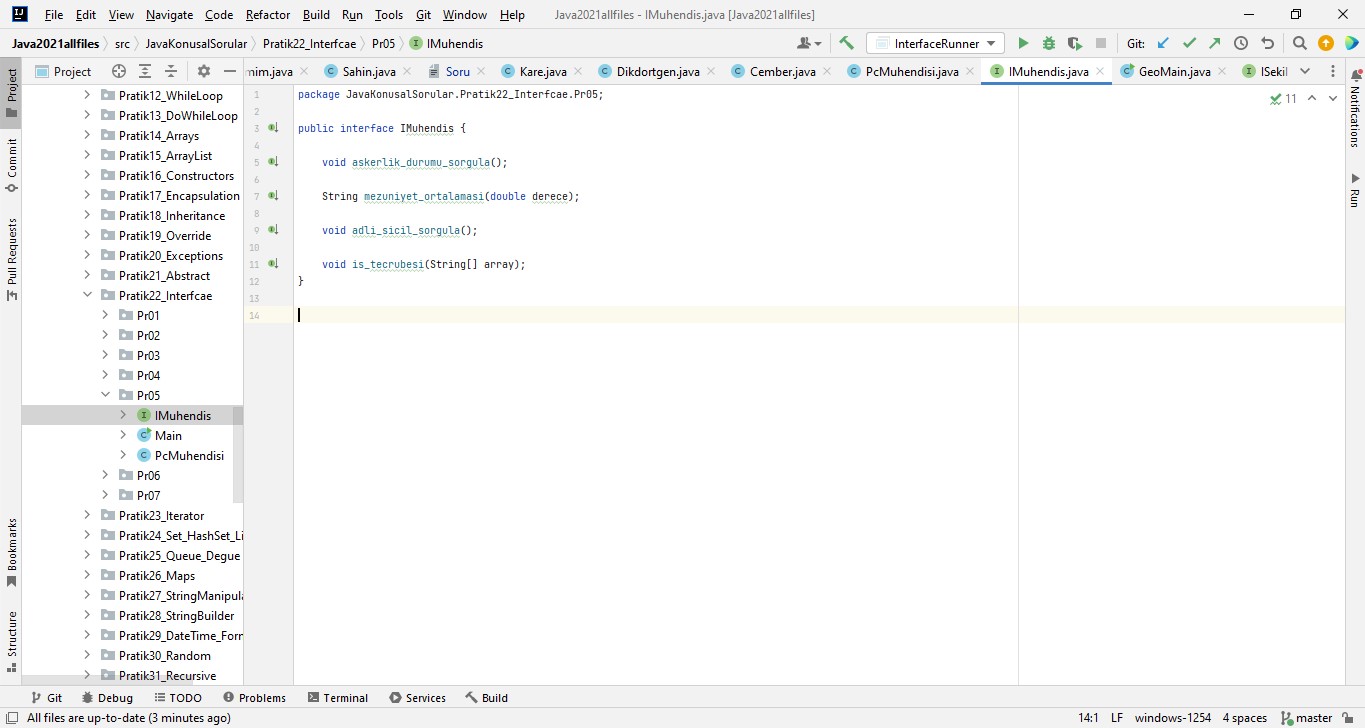 File Edit View Navigate Code Refactor Build Run Tools Git Window Help Java2021allfiles - IMuhendis.java [Java2021allfiles]
Java2021allfiles src JavaKonusalSorular Pratik22_Interfcae Pr05 IMuhendis InterfaceRunner Git:
Project mim.java Sahin.java Soru Kare.java Dikdortgen.java Cember.java PcMuhendisi.java IMuhendis.java GeoMain.java ISekil
Project
Commit
Pull Requests
Bookmarks
Structure
Pratik12_WhileLoop
Pratik13_DoWhileLoop
Pratik14_Arrays
Pratik15_ArrayList
Pratik16_Constructors
Pratik17_Encapsulation
Pratik18_Inheritance
Pratik19_Override
Pratik20_Exceptions
Pratik21_Abstract
Pratik22_Interfcae
Pr01
Pr02
Pr03
Pr04
Pr05
IMuhendis
Main
PcMuhendisi
Pr06
Pr07
Pratik23_Iterator
Pratik24_Set_HashSet_Li
Pratik25_Queue_Degue
Pratik26_Maps
Pratik27_StringManipula
Pratik28_StringBuilder
Pratik29_DateTime_Forn
Pratik30_Random
Pratik31_Recursive
1 package JavaKonusalSorular.Pratik22_Interfcae.Pr05;
2
3 public interface IMuhendis {
4
5 void askerlik_durumu_sorgula();
6
7 String mezuniyet_ortalamasi(double derece);
8
9 void adli_sicil_sorgula();
10
11 void is_tecrubesi(String[] array);
12 }
13
14
11
Notifications
Run
Git Debug TODO Problems Terminal Services Build
All files are up-to-date (3 minutes ago) 14:1 LF windows-1254 4 spaces master